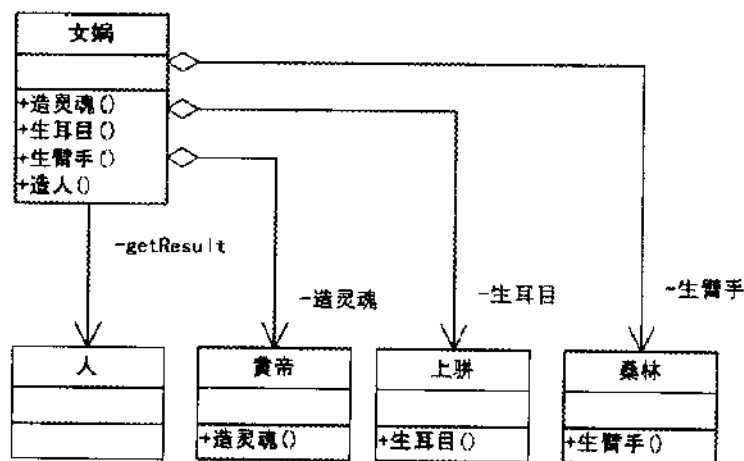 女娲
+造灵魂()
+生耳目()
+生臂手()
+造人()
-getResult
-造灵魂
-生耳目
~生臂手
人
黄帝
上骈
桑林
+造灵魂()
+生耳目()
+生臂手()